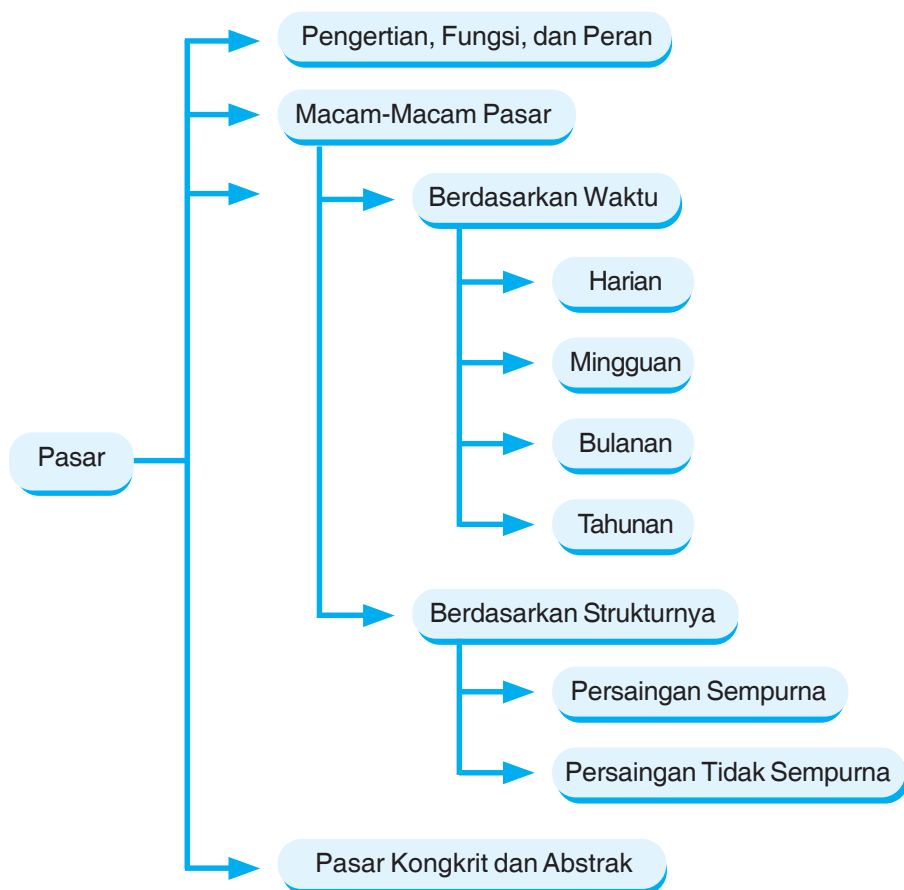 Pengertian, Fungsi, dan Peran
Macam-Macam Pasar
Berdasarkan Waktu
Harian
Mingguan
Bulanan
Tahunan
Pasar
Berdasarkan Strukturnya
Persaingan Sempurna
Persaingan Tidak Sempurna
Pasar Kongkrit dan Abstrak